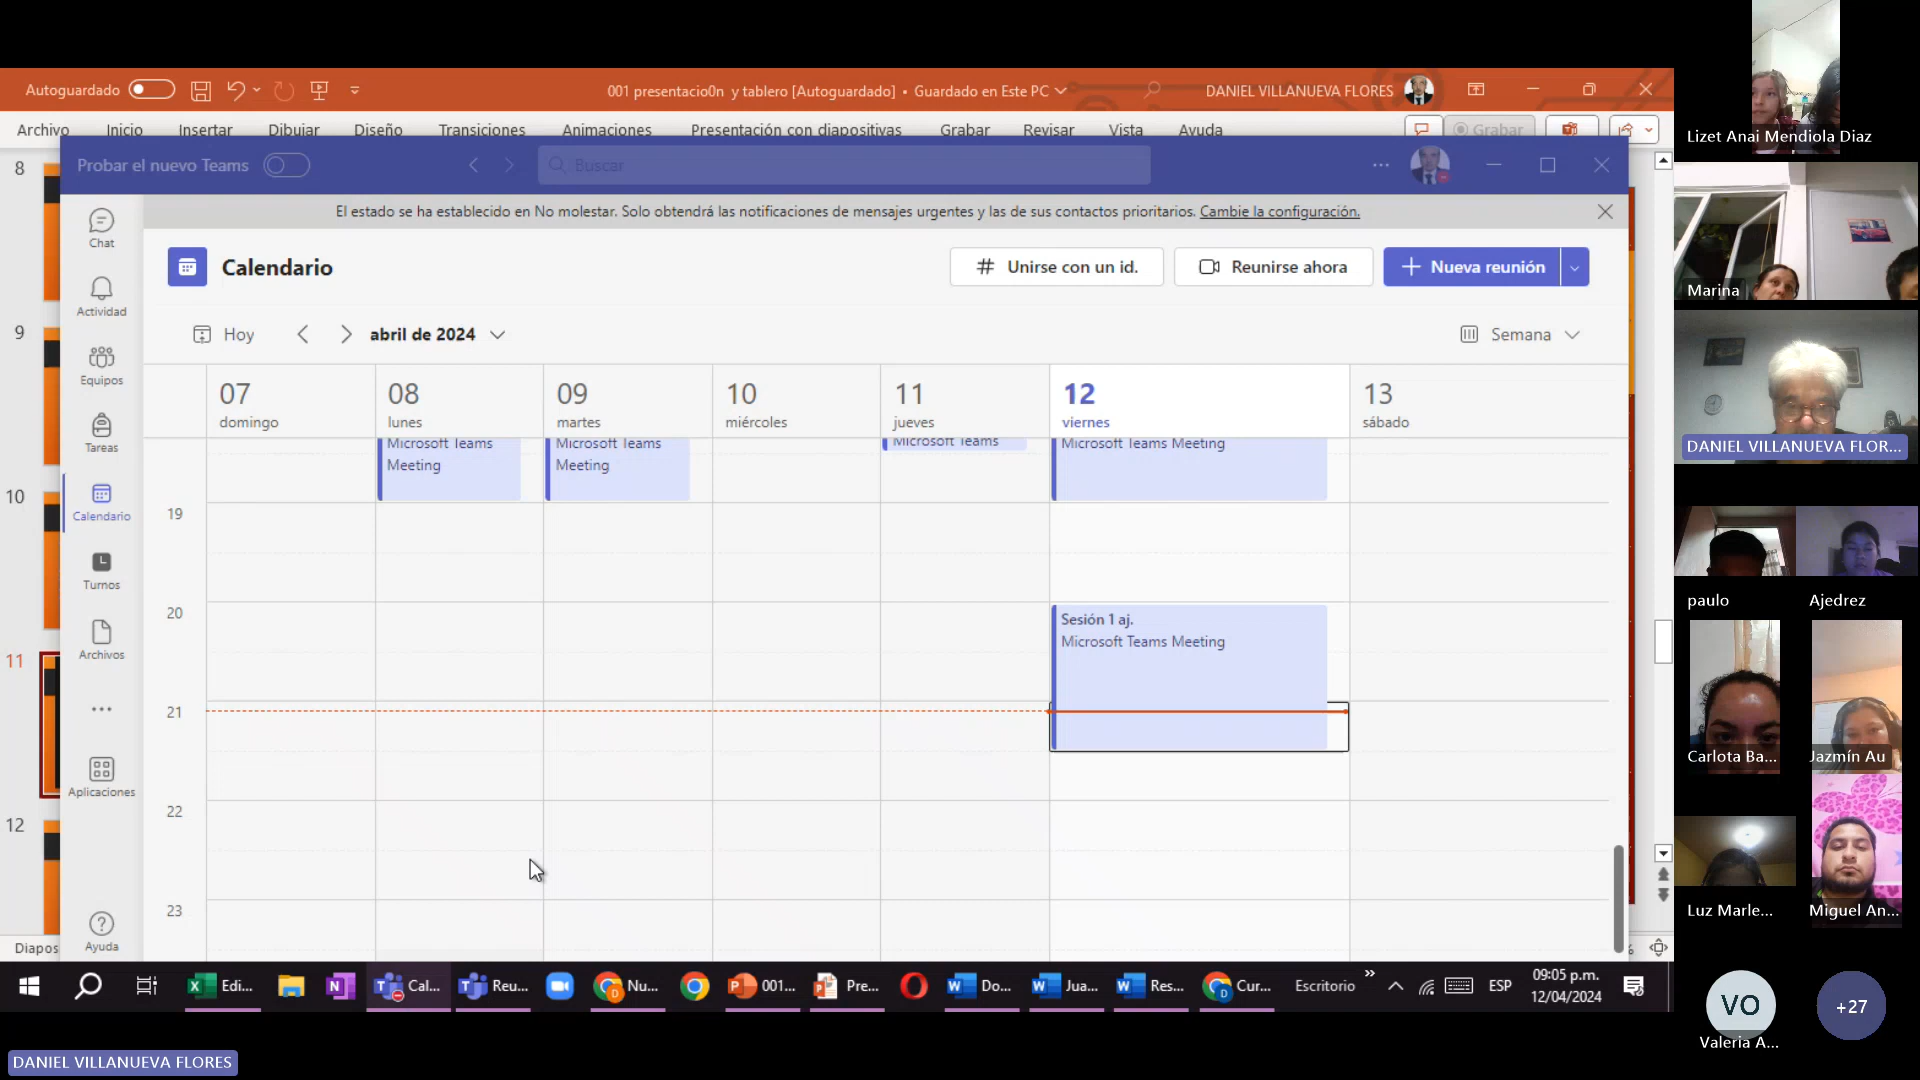 Autoguardado
001 presentacio0n y tablero [Autoguardado] • Guardado en Este PC
DANIEL VILLANUEVA FLORES
Archivo Inicio Insertar Dibujar Diseño Transiciones Animaciones Presentación con diapositivas Grabar Revisar Vista Ayuda
Grabar
Probar el nuevo Teams
Buscar
El estado se ha establecido en No molestar. Solo obtendrá las notificaciones de mensajes urgentes y las de sus contactos prioritarios. Cambie la configuración.
8
9
10
11
12
Chat
Actividad
Equipos
Tareas
Calendario
Turnos
Archivos
Aplicaciones
Ayuda
Calendario
# Unirse con un id.
Reunirse ahora
+ Nueva reunión
Hoy
abril de 2024
Semana
07 08 09 10 11 12 13
domingo lunes martes miércoles jueves viernes sábado
Microsoft Teams
Meeting
Microsoft Teams
Meeting
Microsoft Teams
Microsoft Teams Meeting
19
20
Sesión 1 aj.
Microsoft Teams Meeting
21
22
23
Diapos
Edi...
Cal...
Reu...
Nu...
001...
Pre...
Do...
Jua...
Res...
Cur...
Escritorio
ESP
09:05 p.m.
12/04/2024
DANIEL VILLANUEVA FLORES
Lizet Anai Mendiola Diaz
Marina
DANIEL VILLANUEVA FLOR...
paulo
Ajedrez
Carlota Ba...
Jazmín Au
Luz Marle...
Miguel An...
VO
Valeria A...
+27